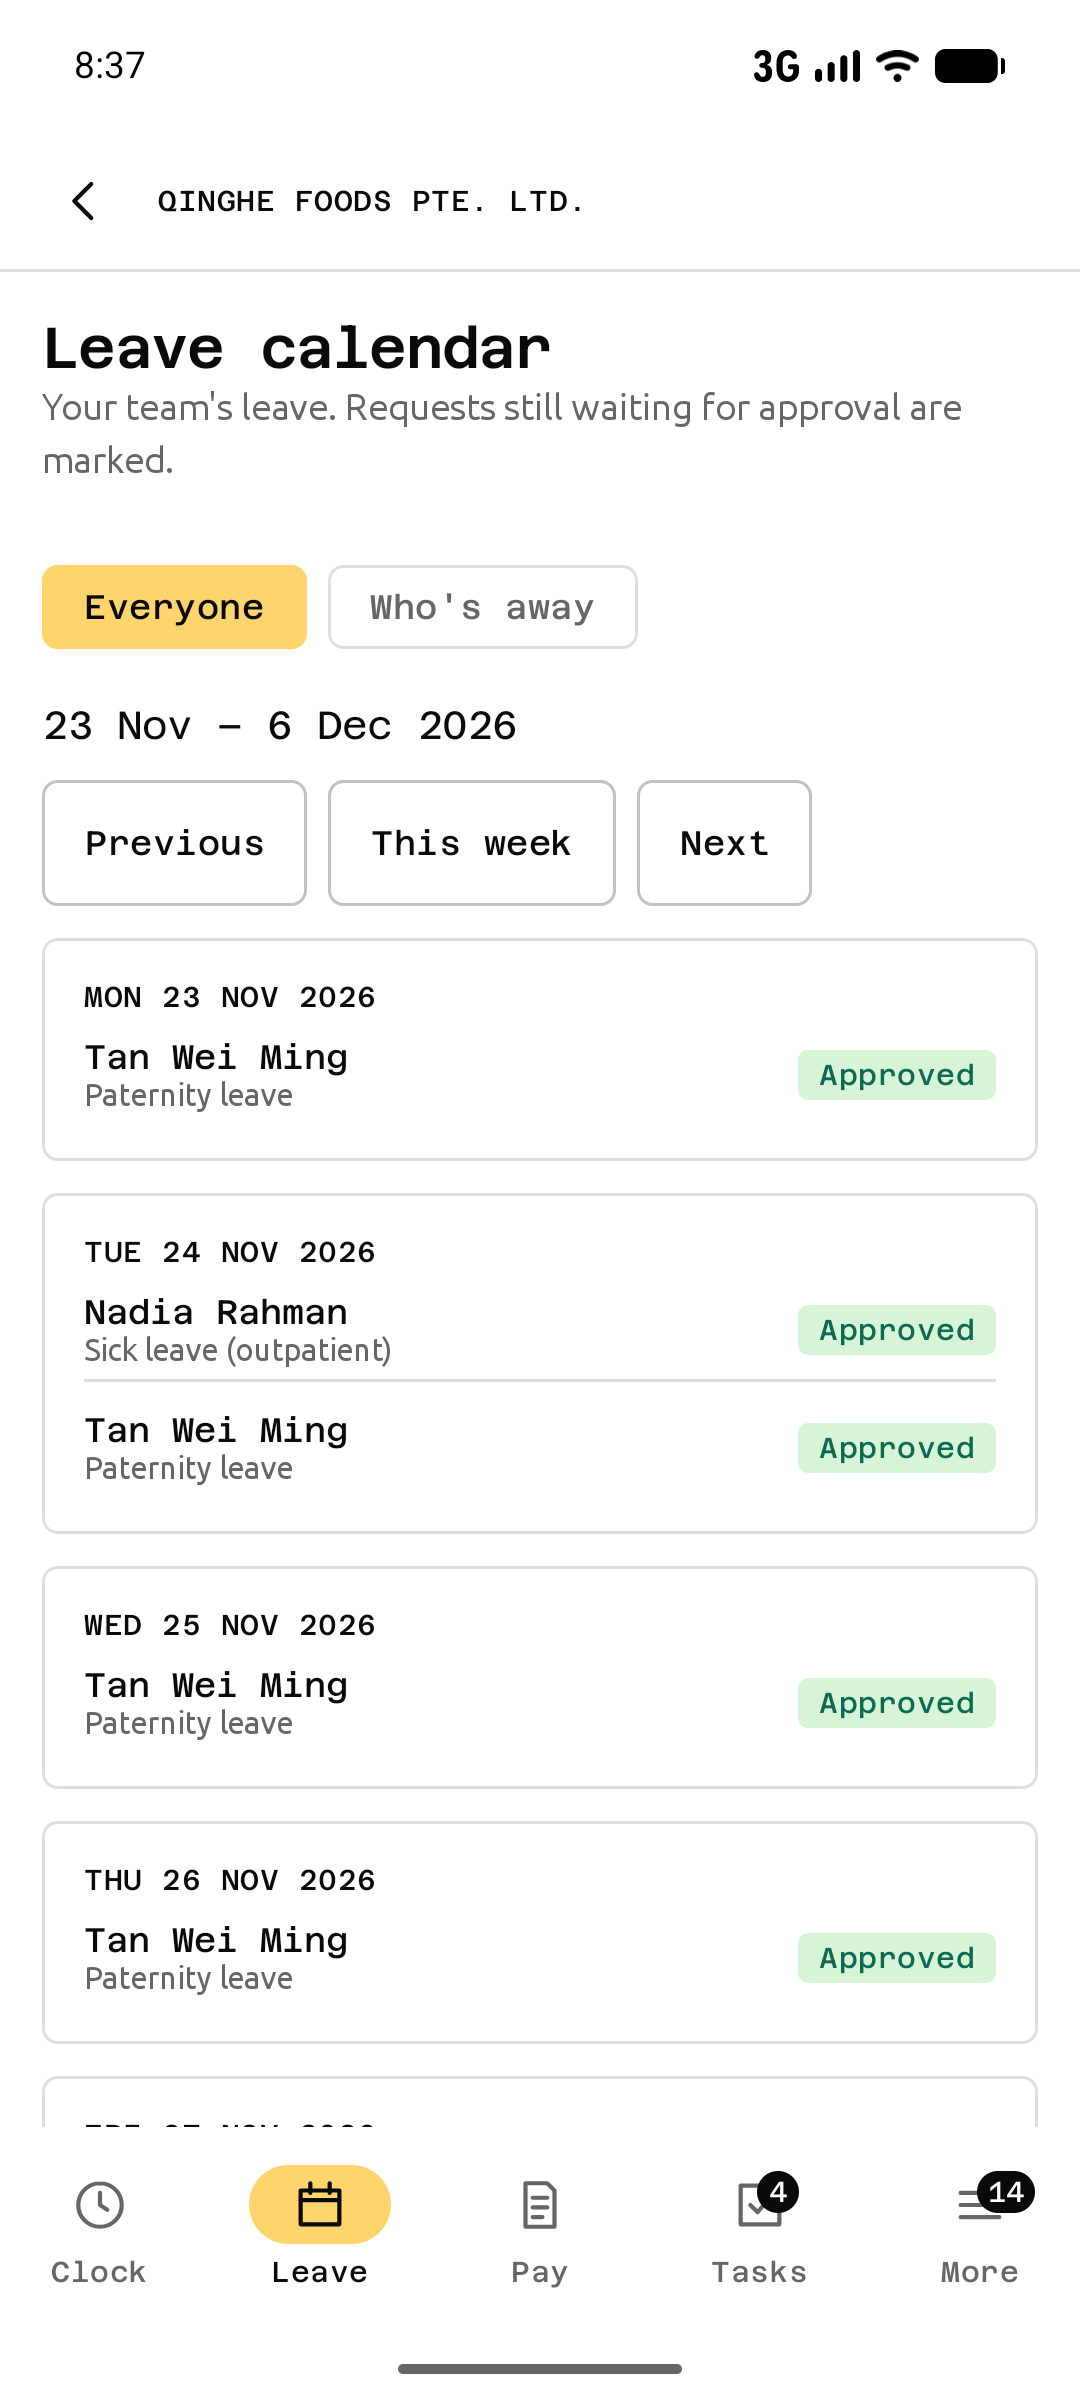 8:37
3G
QINGHE FOODS PTE. LTD.
Leave calendar
Your team's leave. Requests still waiting for approval are
marked.
Everyone
Who's away
23 Nov – 6 Dec 2026
Previous
This week
Next
MON 23 NOV 2026
Tan Wei Ming
Paternity leave
Approved
TUE 24 NOV 2026
Nadia Rahman
Sick leave (outpatient)
Approved
Tan Wei Ming
Paternity leave
Approved
WED 25 NOV 2026
Tan Wei Ming
Paternity leave
Approved
THU 26 NOV 2026
Tan Wei Ming
Paternity leave
Approved
4
14
Clock
Leave
Pay
Tasks
More